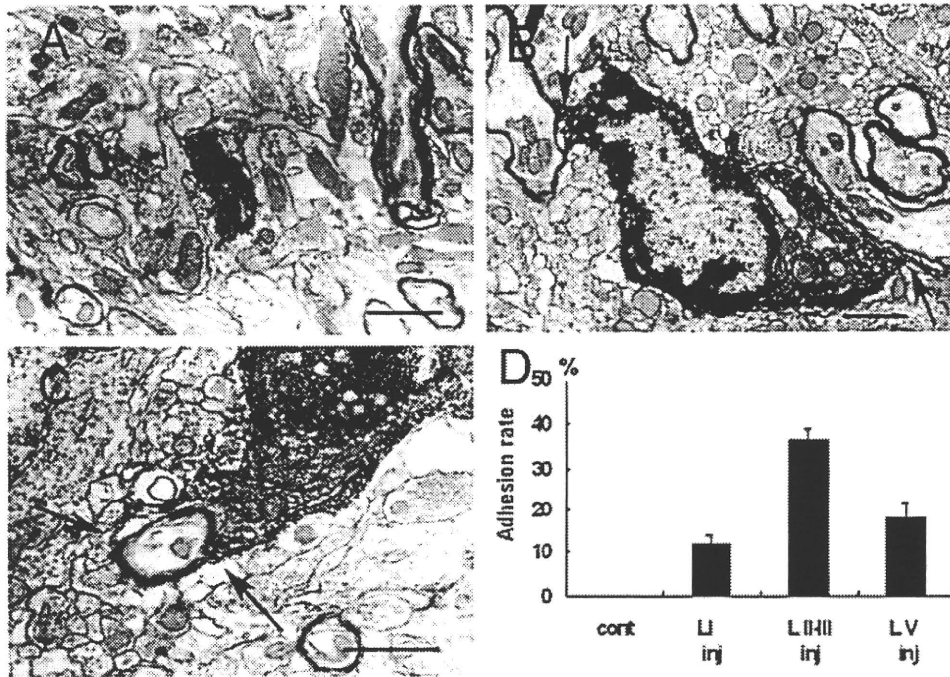 A
B
C
D %
50
40
30
20
10
0
Adhesion rate
cont
LI
inj
LII-III
inj
LV
inj